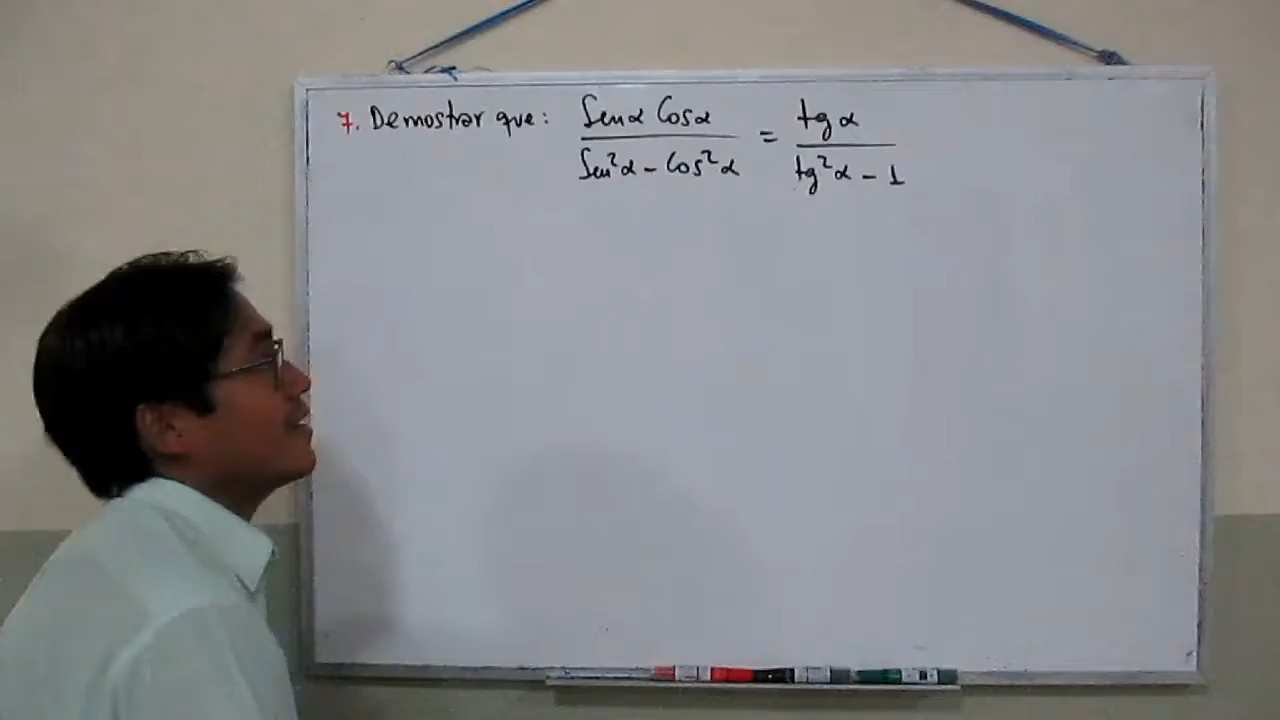 7. Demostrar que: Senα Cosα / Sen²α - Cos²α = tgα / tg²α - 1